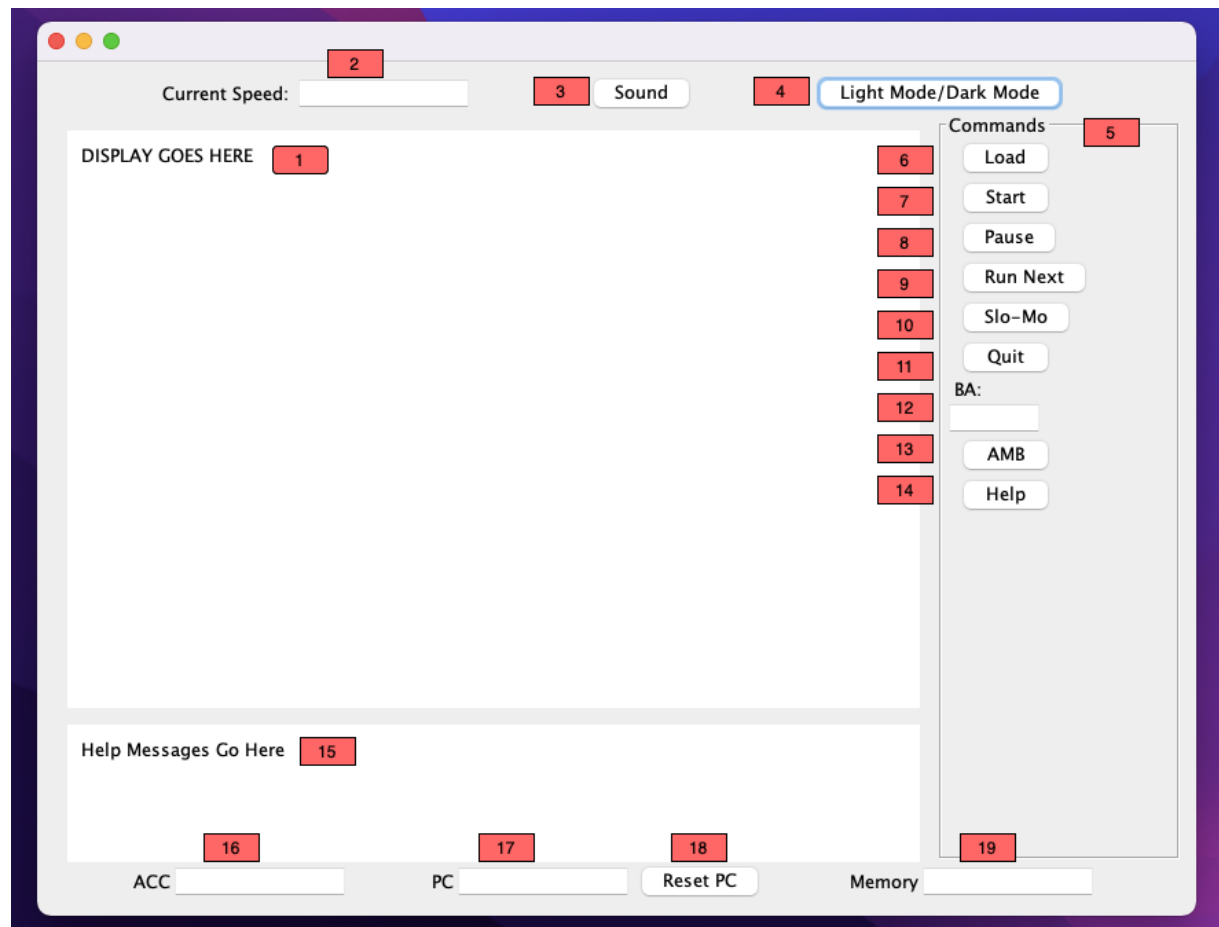 2
Current Speed: 3 Sound 4 Light Mode/Dark Mode
Commands 5
DISPLAY GOES HERE 1
6 Load
7 Start
8 Pause
9 Run Next
10 Slo-Mo
11 Quit
BA:
12
13 AMB
14 Help
Help Messages Go Here 15
16 17 18 19
ACC PC Reset PC Memory